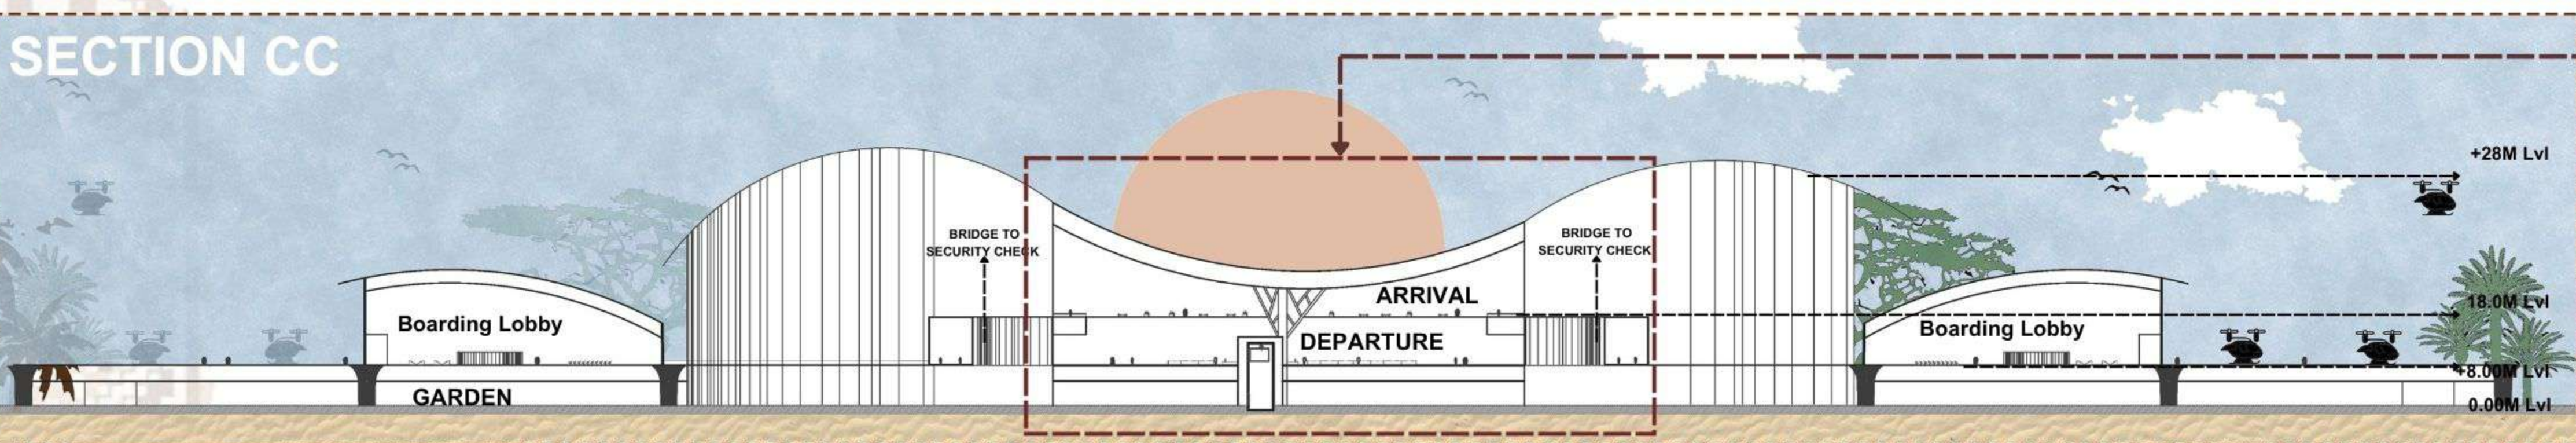 SECTION CC
+28M Lvl
BRIDGE TO
SECURITY CHECK
BRIDGE TO
SECURITY CHECK
ARRIVAL
18.0M Lvl
Boarding Lobby
DEPARTURE
Boarding Lobby
+8.00M Lvl
GARDEN
0.00M Lvl